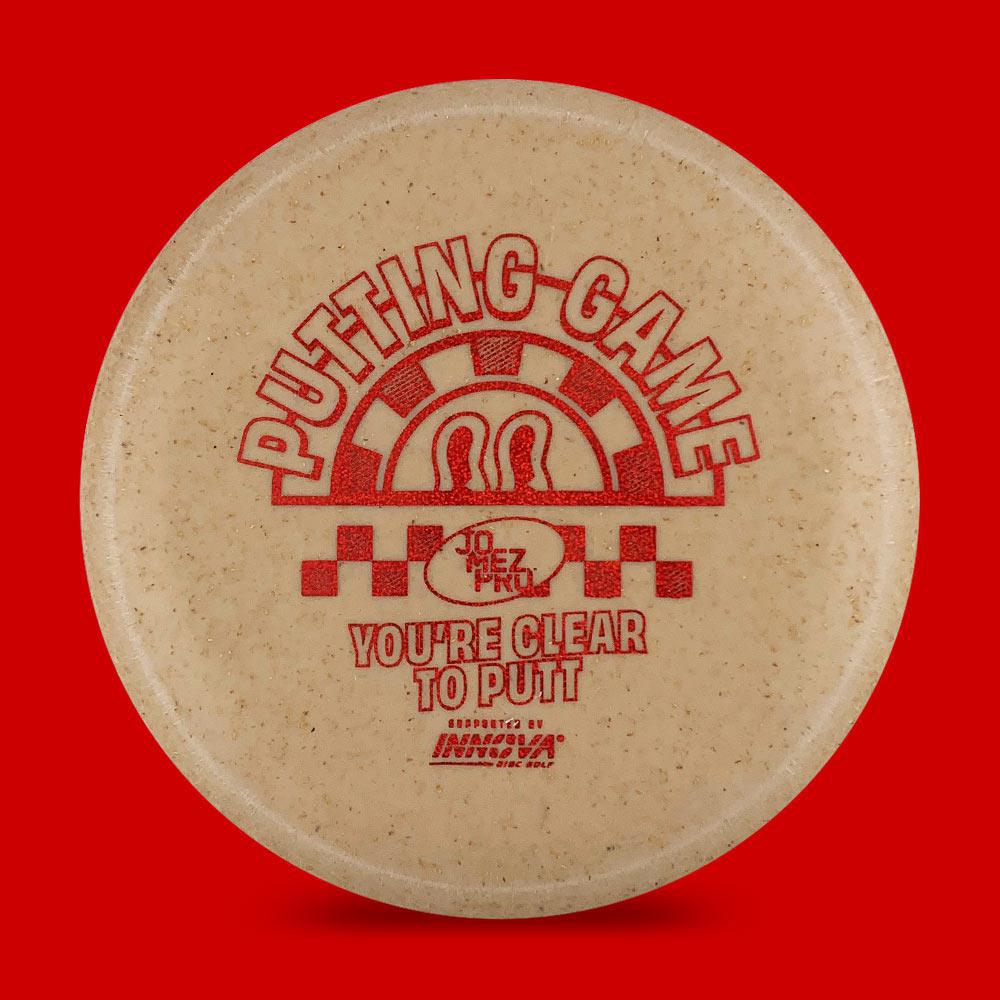 PUTTING GAME
JO
MEZ
PRO
YOU'RE CLEAR
TO PUTT
SUPPORTED BY
INNOVA®
DISC GOLF